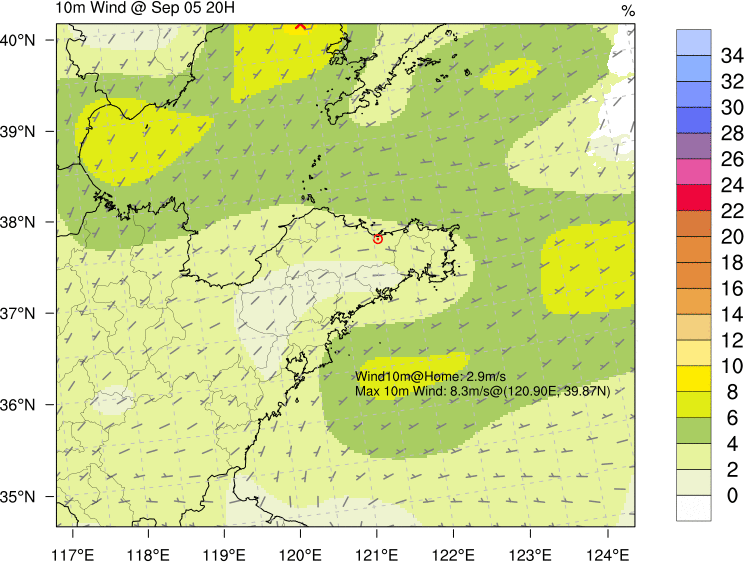 10m Wind @ Sep 05 20H
%
40°N
39°N
38°N
37°N
36°N
35°N
Wind10m@Home: 2.9m/s
Max 10m Wind: 8.3m/s@(120.90E, 39.87N)
117°E 118°E 119°E 120°E 121°E 122°E 123°E 124°E
34
32
30
28
26
24
22
20
18
16
14
12
10
8
6
4
2
0